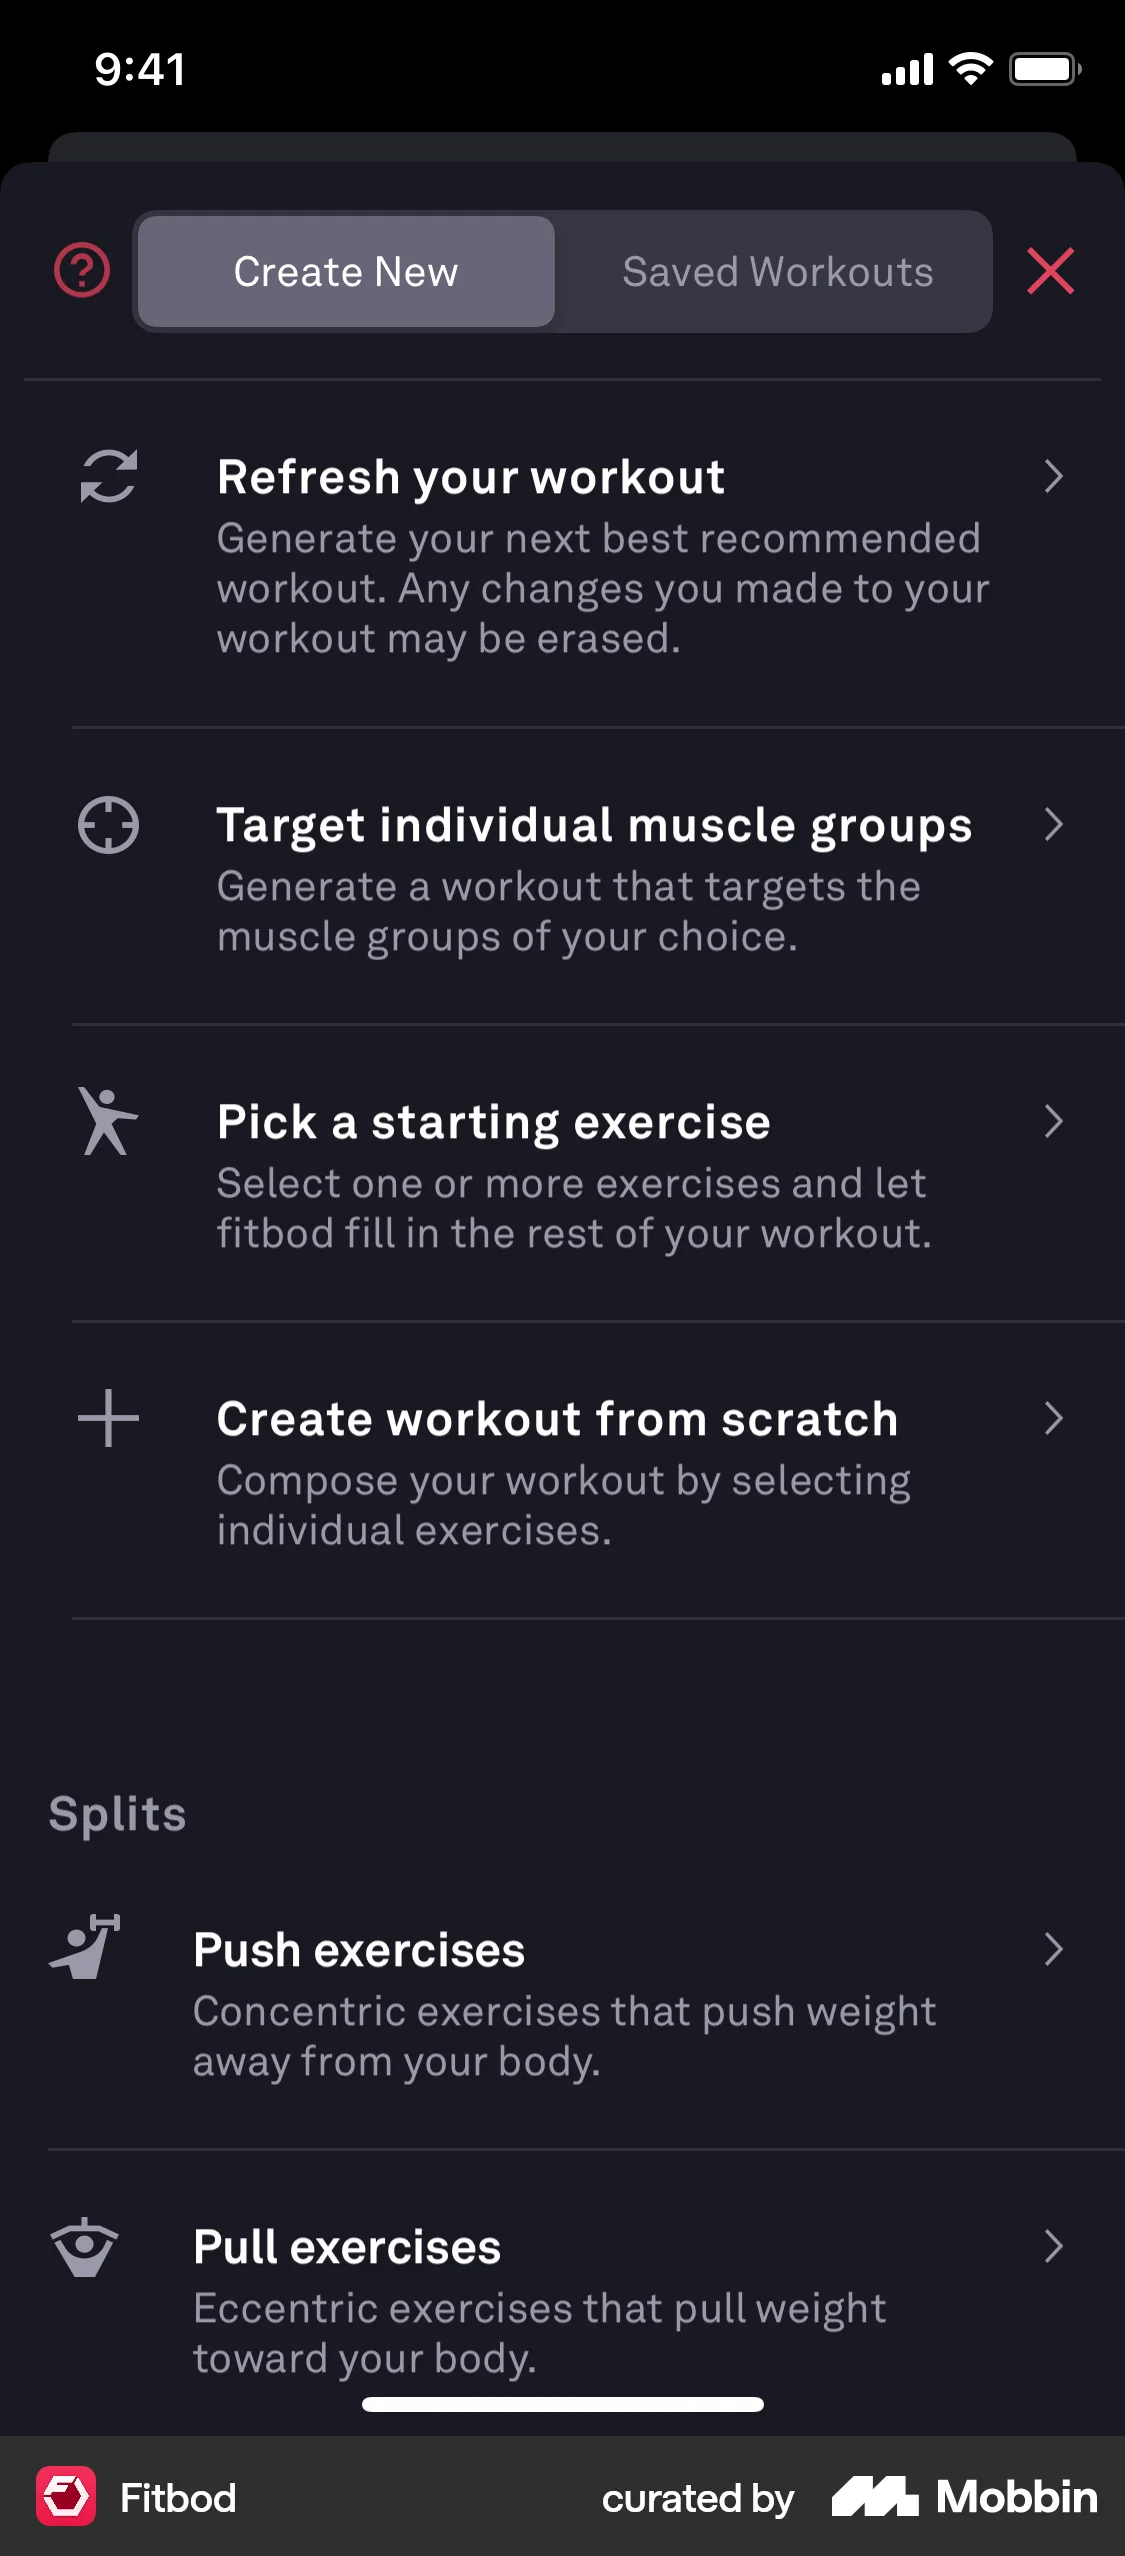 9:41
Create New
Saved Workouts
Refresh your workout
Generate your next best recommended
workout. Any changes you made to your
workout may be erased.
Target individual muscle groups
Generate a workout that targets the
muscle groups of your choice.
Pick a starting exercise
Select one or more exercises and let
fitbod fill in the rest of your workout.
Create workout from scratch
Compose your workout by selecting
individual exercises.
Splits
Push exercises
Concentric exercises that push weight
away from your body.
Pull exercises
Eccentric exercises that pull weight
toward your body.
Fitbod
curated by
Mobbin